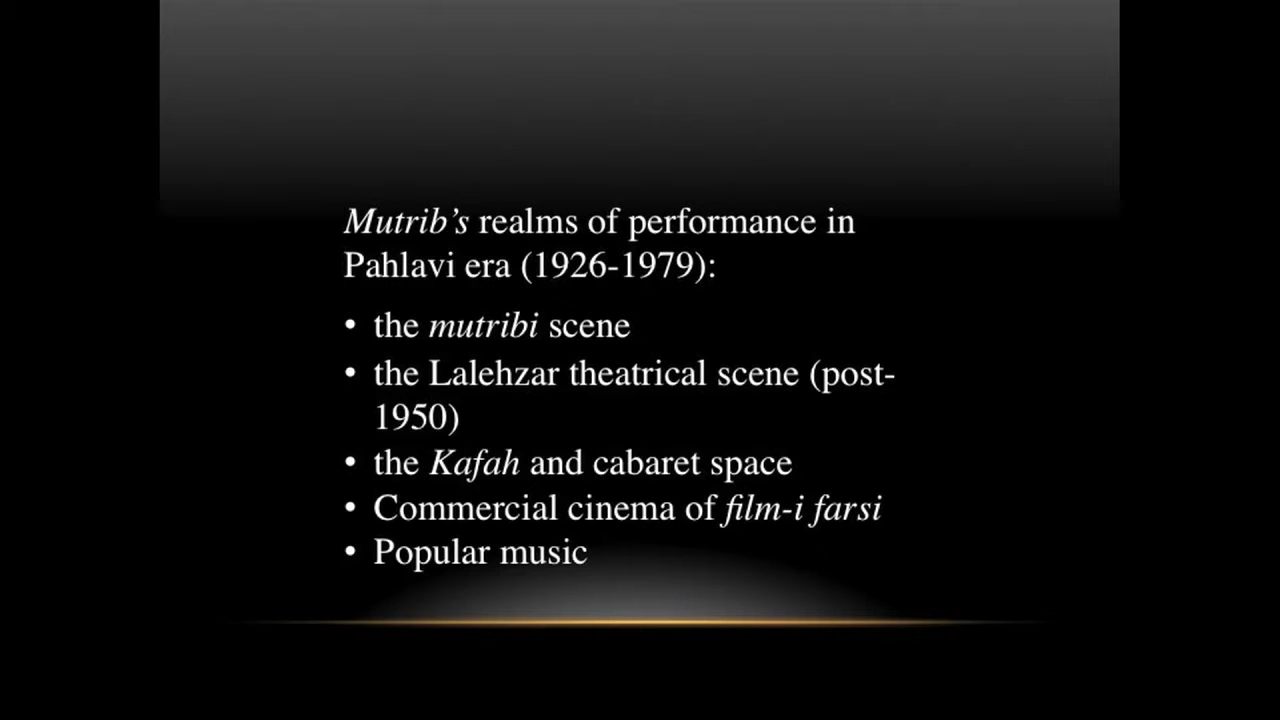 Mutrib’s realms of performance in
Pahlavi era (1926-1979):
• the mutribi scene
• the Lalehzar theatrical scene (post-
1950)
• the Kafah and cabaret space
• Commercial cinema of film-i farsi
• Popular music